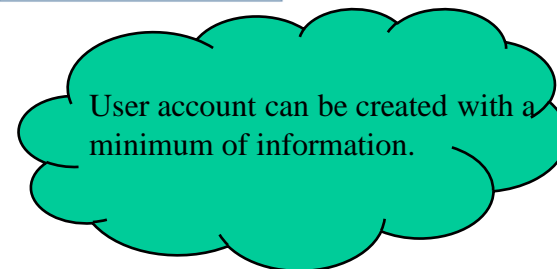 User account can be created with a
minimum of information.